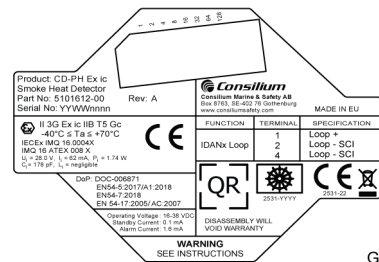 1 2 4 8 16 32 64 128
Product: CD-PH Ex ic
Smoke Heat Detector
Part No: 5101612-00 Rev: A
Serial No: YYWWnnnn
Consilium
Consilium Marine & Safety AB
Box 8763, SE-402 76 Gothenburg
www.consilium.com
MADE IN EU
Ex II 3G Ex ic IIB T5 Gc
-40°C ≤ Ta ≤ +70°C
IECEx IMQ 16.0004X
IMQ 16 ATEX 008 X
Ui = 28.0 V, Ii = 62 mA, Pi = 1.74 W
Ci = 178 pF, Li = negligible
CE
FUNCTION TERMINAL SPECIFICATION
IDANx Loop
1 Loop +
2 Loop - SCI
4 Loop - SCI
DoP: DOC-006871
EN54-5:2017/A1:2018
EN54-7:2018
EN 54-17:2005/ AC:2007
Operating Voltage : 16-38 VDC
Standby Current: 0.1 mA
Alarm Current: 1.6 mA
QR
2531-YYYY
CE
2531-22
DISASSEMBLY WILL
VOID WARRANTY
WARNING
SEE INSTRUCTIONS
G